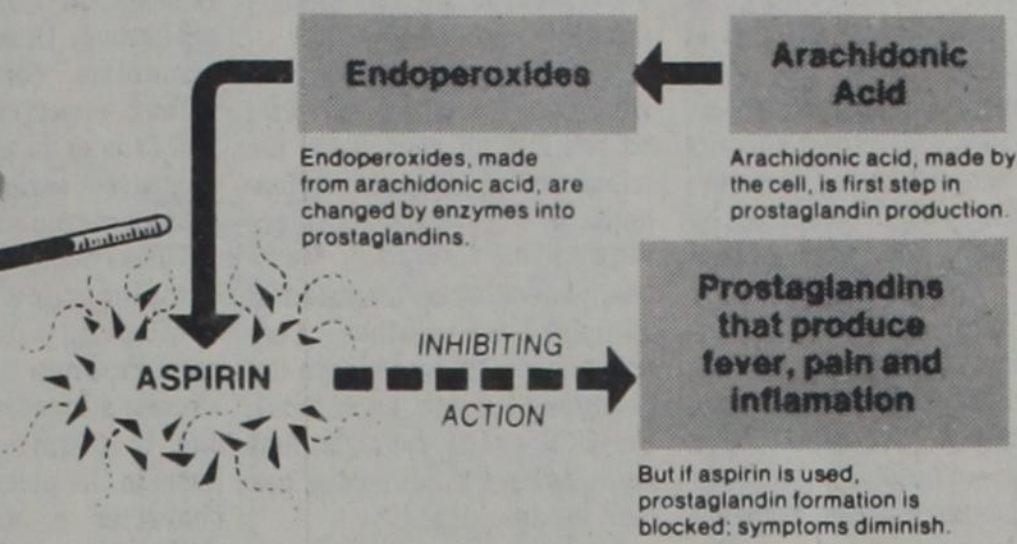 Endoperoxides
Endoperoxides, made
from arachidonic acid, are
changed by enzymes into
prostaglandins.
Arachidonic
Acid
Arachidonic acid, made by
the cell, is first step in
prostaglandin production.
ASPIRIN
INHIBITING
ACTION
Prostaglandins
that produce
fever, pain and
inflamation
But if aspirin is used,
prostaglandin formation is
blocked; symptoms diminish.